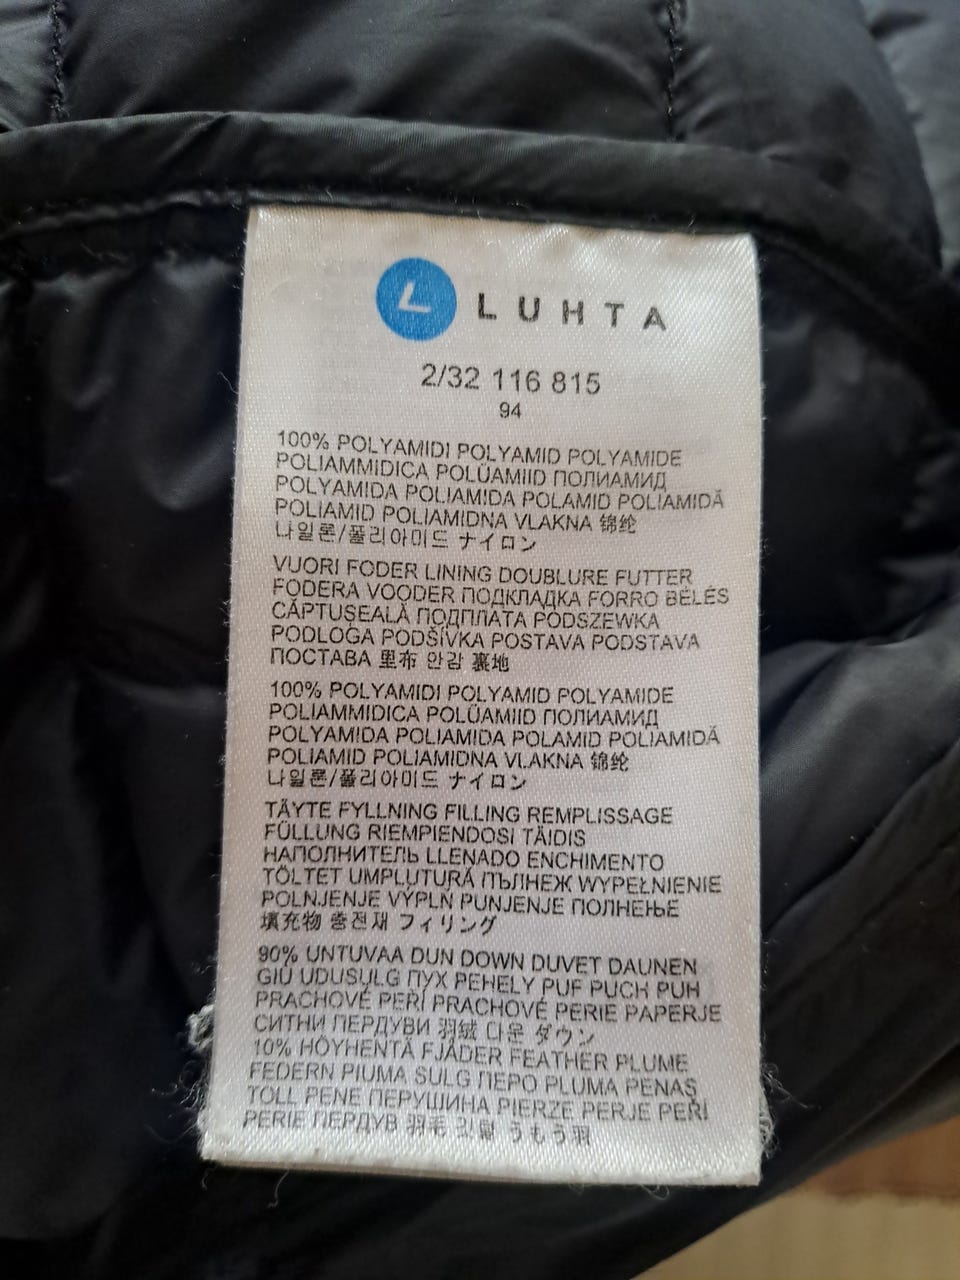 L LUHTA
2/32 116 815
94
100% POLYAMIDI POLYAMID POLYAMIDE
POLIAMMIDICA POLÜAMIID ПОЛИАМИД
POLYAMIDA POLIAMIDA POLAMID POLIAMIDĂ
POLIAMID POLIAMIDNA VLAKNA 锦纶
나일론/폴리아미드 ナイロン
VUORI FODER LINING DOUBLURE FUTTER
FODERA VOODER ПОДКЛАДКА FORRO BÉLÉS
CĂPTUŞEALĂ ПОДПЛАТА PODSZEWKA
PODLOGA PODŠÍVKA POSTAVA PODSTAVA
ПОСТАВА 里布 안감 裏地
100% POLYAMIDI POLYAMID POLYAMIDE
POLIAMMIDICA POLÜAMIID ПОЛИАМИД
POLYAMIDA POLIAMIDA POLAMID POLIAMIDĂ
POLIAMID POLIAMIDNA VLAKNA 锦纶
나일론/폴리아미드 ナイロン
TÄYTE FYLLNING FILLING REMPLISSAGE
FÜLLUNG RIEMPIENDOSI TÄIDIS
НАПОЛНИТЕЛЬ LLENADO ENCHIMENTO
TÖLTET UMPLUTURĂ ПЪЛНЕЖ WYPEŁNIENIE
POLNJENJE VÝPLŇ PUNJENJE ПОЛНЕЊЕ
填充物 충전재 フィリング
90% UNTUVAA DUN DOWN DUVET DAUNEN
GIÙ UDUSULG ПУХ PEHELY PUF PUCH PUH
PRACHOVÉ PEŘÍ PRACHOVÉ PERIE PAPERJE
СИТНИ ПЕРДУВИ 羽绒 다운 ダウン
10% HÖYHENTÄ FJÄDER FEATHER PLUME
FEDERN PIUMA SULG ПЕРО PLUMA PENAŞ
TOLL PENE ПЕРУШИНА PIERZE PERJE PEŘÍ
PERIE ПЕРДУВ 羽毛 깃털 うもう羽